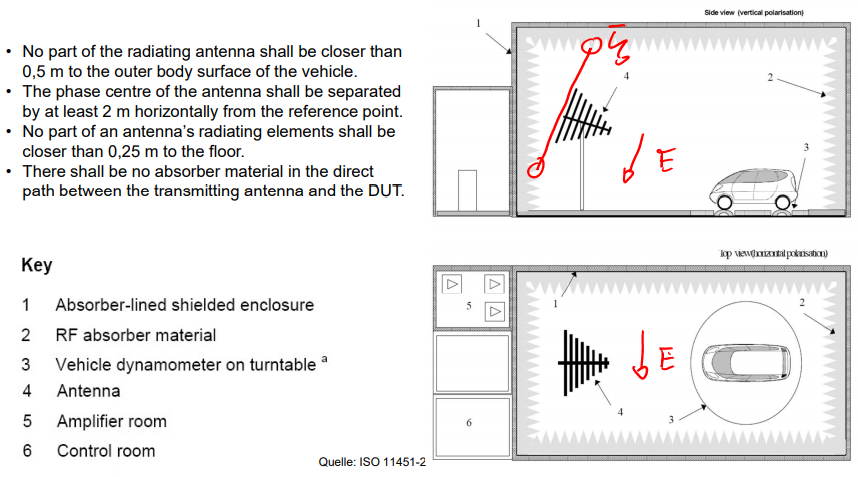 • No part of the radiating antenna shall be closer than
0,5 m to the outer body surface of the vehicle.
• The phase centre of the antenna shall be separated
by at least 2 m horizontally from the reference point.
• No part of an antenna's radiating elements shall be
closer than 0,25 m to the floor.
• There shall be no absorber material in the direct
path between the transmitting antenna and the DUT.
Key
1 Absorber-lined shielded enclosure
2 RF absorber material
3 Vehicle dynamometer on turntable a
4 Antenna
5 Amplifier room
6 Control room
Quelle: ISO 11451-2
Side view (vertical polarisation)
1
4
2
3
E
Top view(horizontal polarisation)
5
1
2
E
4
3
6